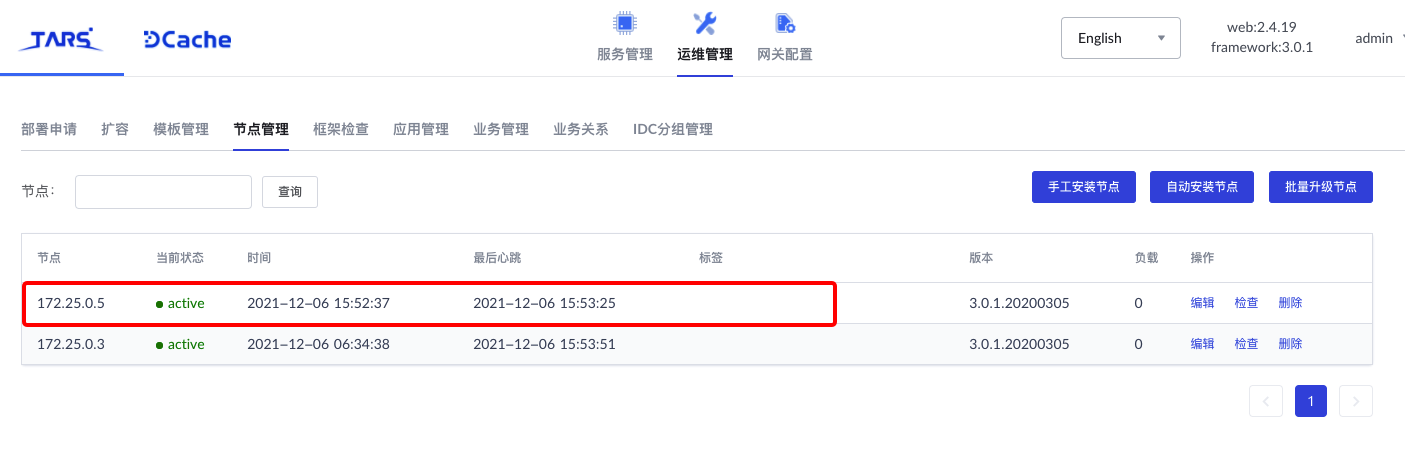 TARS DCache
服务管理 运维管理 网关配置
English
web:2.4.19
framework:3.0.1
admin
部署申请 扩容 模板管理 节点管理 框架检查 应用管理 业务管理 业务关系 IDC分组管理
节点: 查询 手工安装节点 自动安装节点 批量升级节点
节点 当前状态 时间 最后心跳 标签 版本 负载 操作
172.25.0.5 active 2021-12-06 15:52:37 2021-12-06 15:53:25 3.0.1.20200305 0 编辑 检查 删除
172.25.0.3 active 2021-12-06 06:34:38 2021-12-06 15:53:51 3.0.1.20200305 0 编辑 检查 删除
1